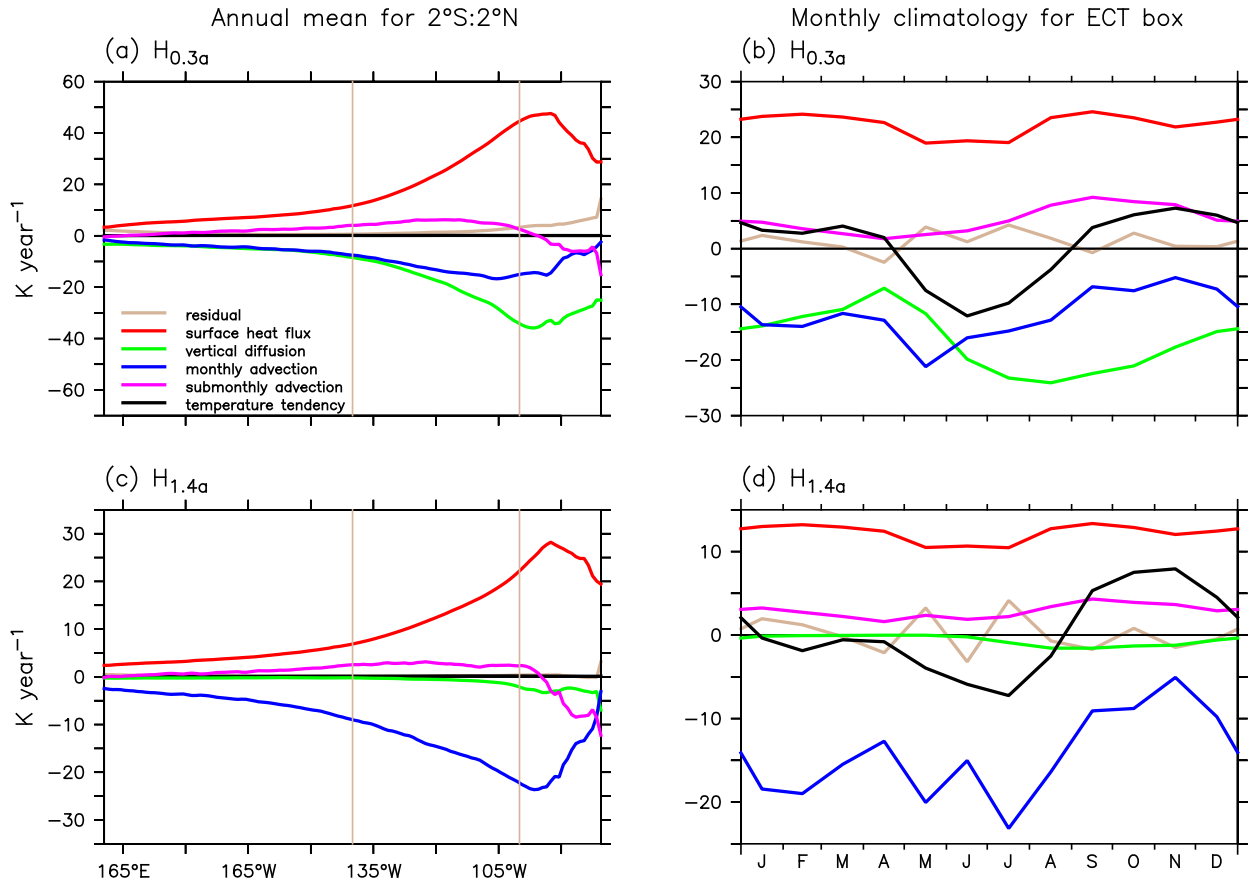 Annual mean for 2°S:2°N
Monthly climatology for ECT box
(a) H0.3a
60
40
20
0
−20
−40
−60
K year−1
residual
surface heat flux
vertical diffusion
monthly advection
submonthly advection
temperature tendency
(b) H0.3a
30
20
10
0
−10
−20
−30
(c) H1.4a
30
20
10
0
−10
−20
−30
K year−1
165°E 165°W 135°W 105°W
(d) H1.4a
10
0
−10
−20
J F M A M J J A S O N D